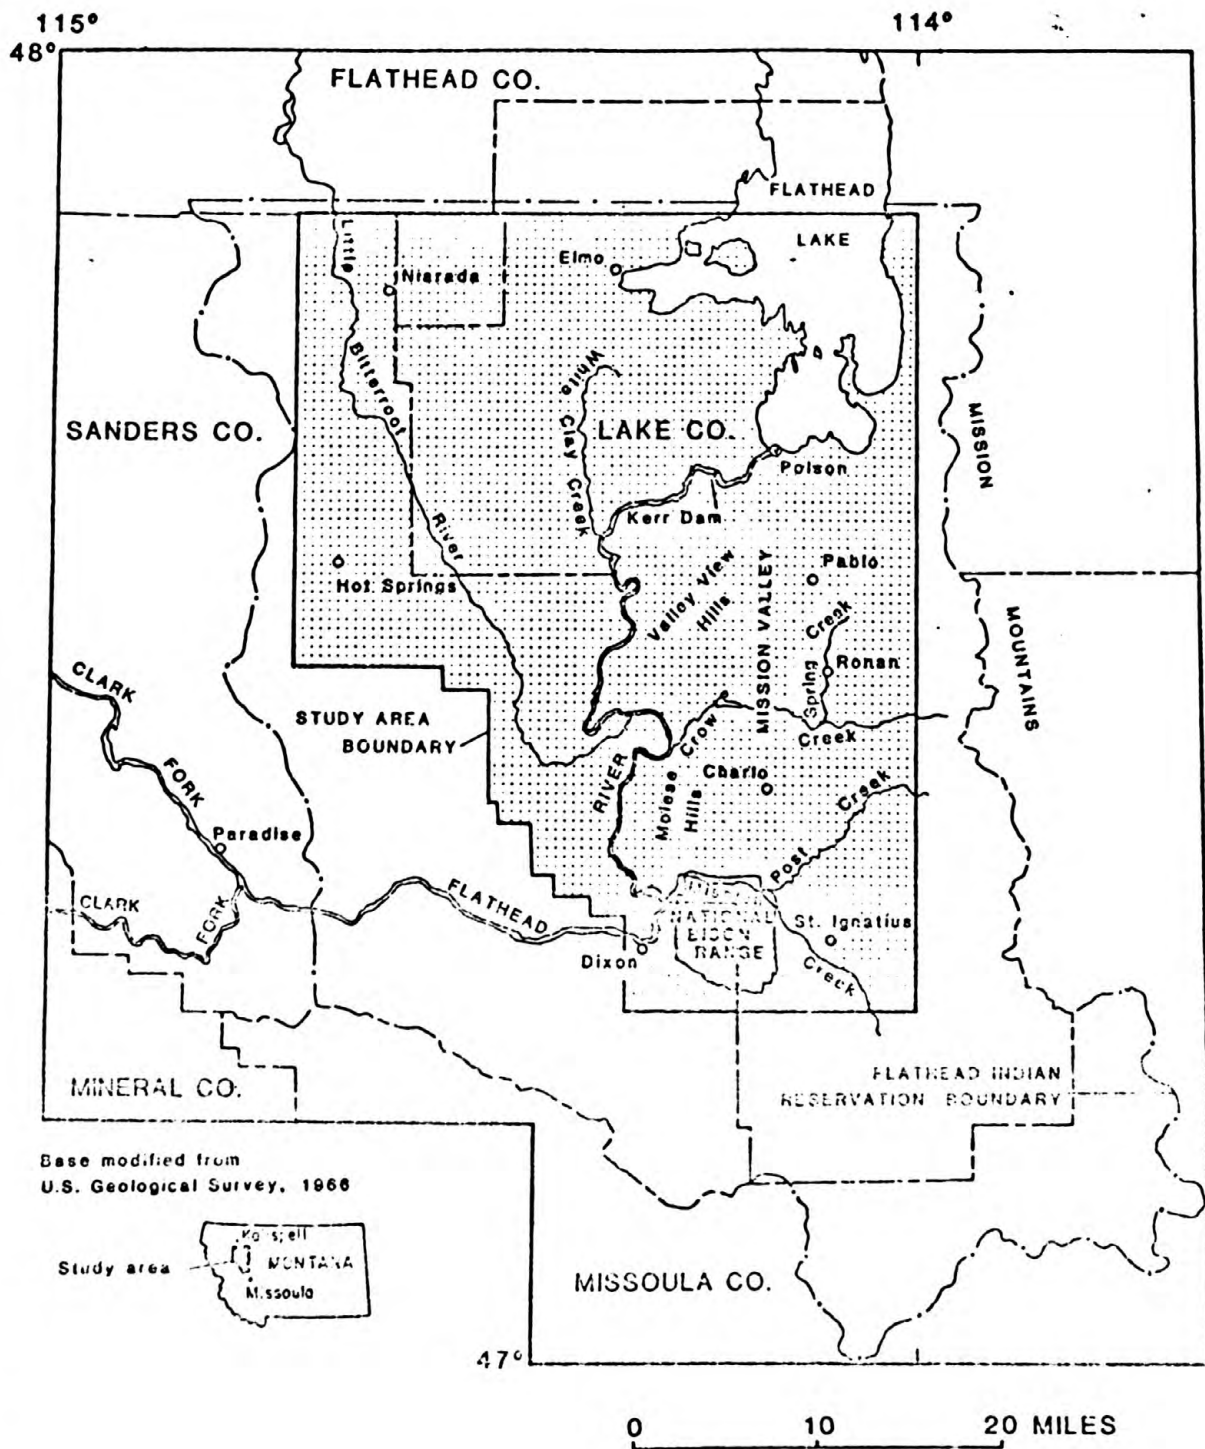 115°
114°
48°
FLATHEAD CO.
FLATHEAD
LAKE
Little
Elmo
Niarada
Bitterroot
White Clay Creek
SANDERS CO.
LAKE CO.
MISSION
Polson
Kerr Dam
River
Hot Springs
Valley View
Hills
MISSION VALLEY
Pablo
Creek
Spring
Ronan
MOUNTAINS
CLARK
FORK
STUDY AREA
BOUNDARY
Crow
Creek
RIVER
Moiese
Hills
Charlo
Creek
Post
Paradise
CLARK
FORK
FLATHEAD
Dixon
NATIONAL
BISON
RANGE
St. Ignatius
Creek
MINERAL CO.
FLATHEAD INDIAN
RESERVATION BOUNDARY
Base modified from
U.S. Geological Survey, 1966
Kalispell
Study area
MONTANA
Missoula
MISSOULA CO.
47°
0 10 20 MILES